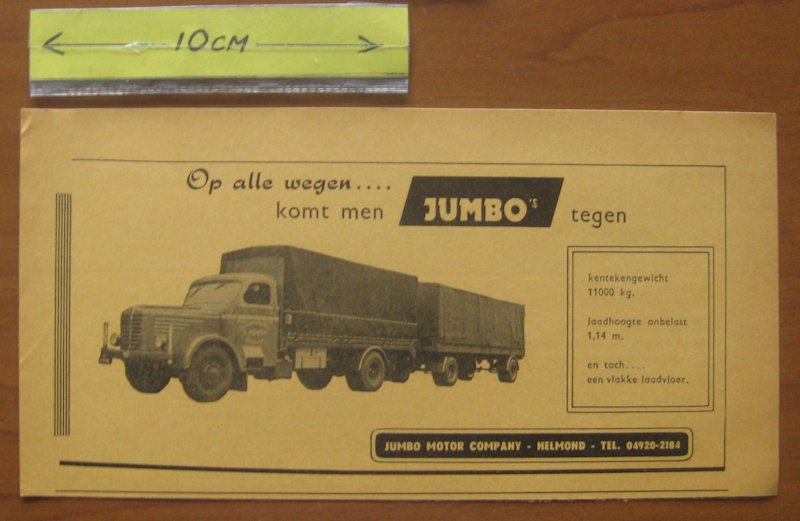 10CM
Op alle wegen....
komt men JUMBO's tegen
kentekengewicht
11000 kg.
laadhoogte onbelast
1,14 m.
en toch....
een vlakke laadvloer.
JUMBO MOTOR COMPANY - HELMOND - TEL. 04920-2184